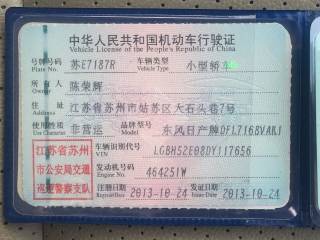 中华人民共和国机动车行驶证
Vehicle License of the People's Republic of China
号牌号码 苏E7187R 车辆类型 小型轿车
Plate No. Vehicle Type
所有人 陈荣辉
Owner
住址 江苏省苏州市姑苏区大石头巷7号
Address
使用性质 非营运 品牌型号 东风日产牌DFL7168VAK1
Use Character Model
江苏省苏州市公安局交通巡逻警察支队
车辆识别代号 LGBH52E08DY117656
VIN
发动机号码 464251W
Engine No.
注册日期 2013-10-24 发证日期 2013-10-24
Register Date Issue Date